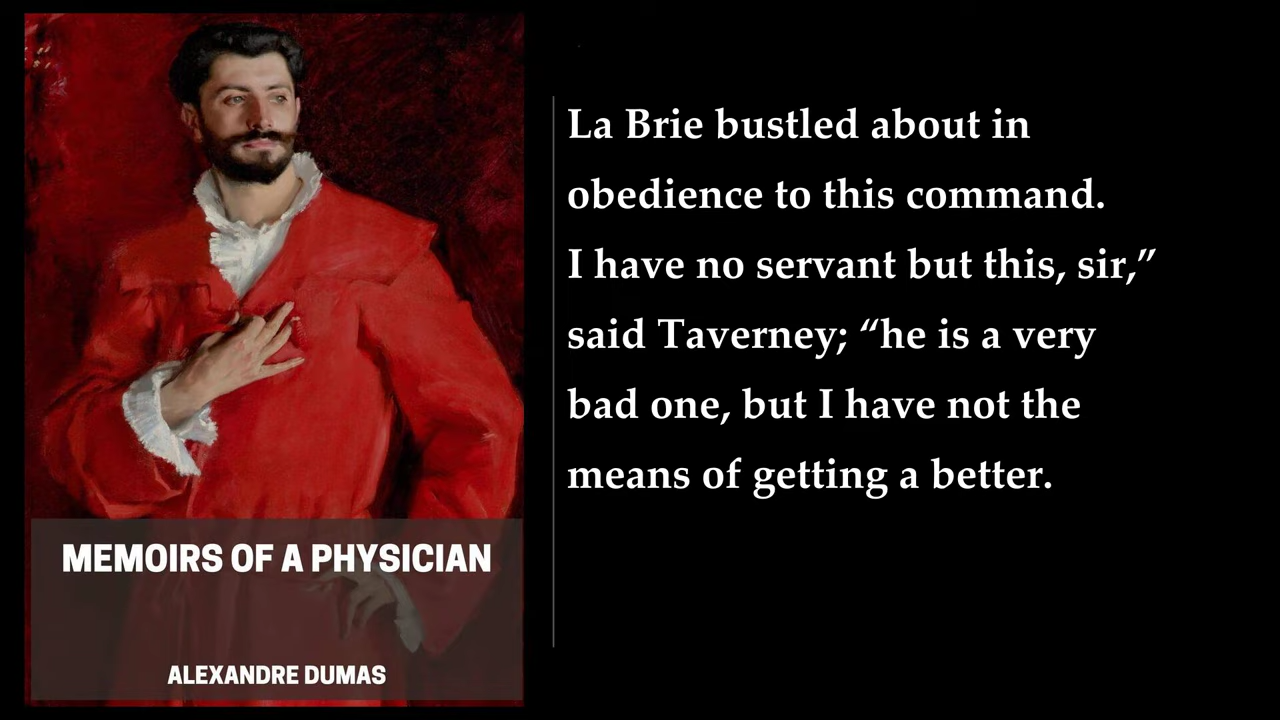 La Brie bustled about in
obedience to this command.
I have no servant but this, sir,”
said Taverney; “he is a very
bad one, but I have not the
means of getting a better.
MEMOIRS OF A PHYSICIAN
ALEXANDRE DUMAS